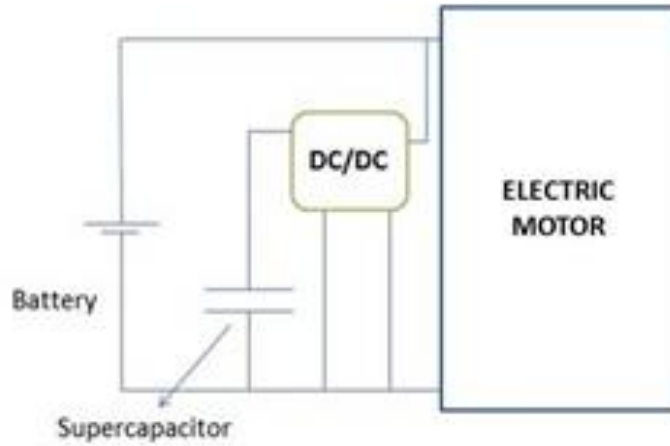 DC/DC
ELECTRIC
MOTOR
Battery
Supercapacitor